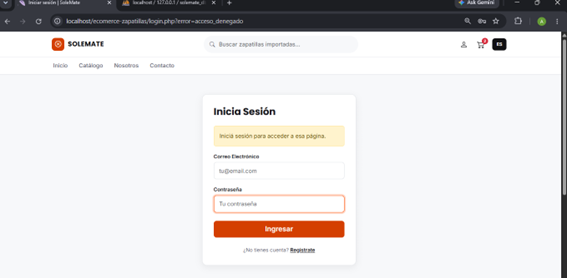 Iniciar sesión | SoleMate
localhost / 127.0.0.1 / solemate_d
Ask Gemini
localhost/ecomerce-zapatillas/login.php?error=acceso_denegado
SOLEMATE
Buscar zapatillas importadas...
ES
Inicio Catálogo Nosotros Contacto
Inicia Sesión
Iniciá sesión para acceder a esa página.
Correo Electrónico
tu@email.com
Contraseña
Tu contraseña
Ingresar
¿No tienes cuenta? Regístrate